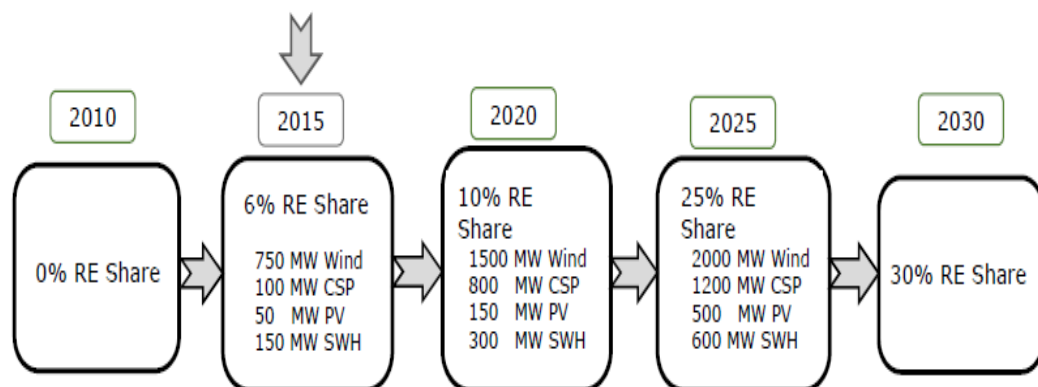 2010
0% RE Share
2015
6% RE Share
750 MW Wind
100 MW CSP
50 MW PV
150 MW SWH
2020
10% RE
Share
1500 MW Wind
800 MW CSP
150 MW PV
300 MW SWH
2025
25% RE
Share
2000 MW Wind
1200 MW CSP
500 MW PV
600 MW SWH
2030
30% RE Share